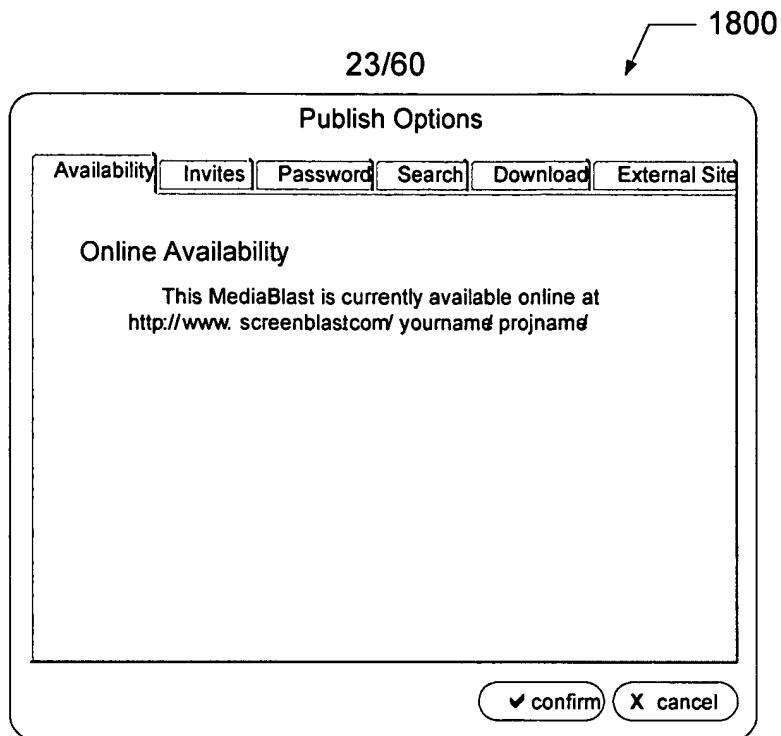 1800
23/60
Publish Options
Availability Invites Password Search Download External Site
Online Availability
This MediaBlast is currently available online at
http://www. screenblastcom/ yourname/ projname/
✔ confirm X cancel